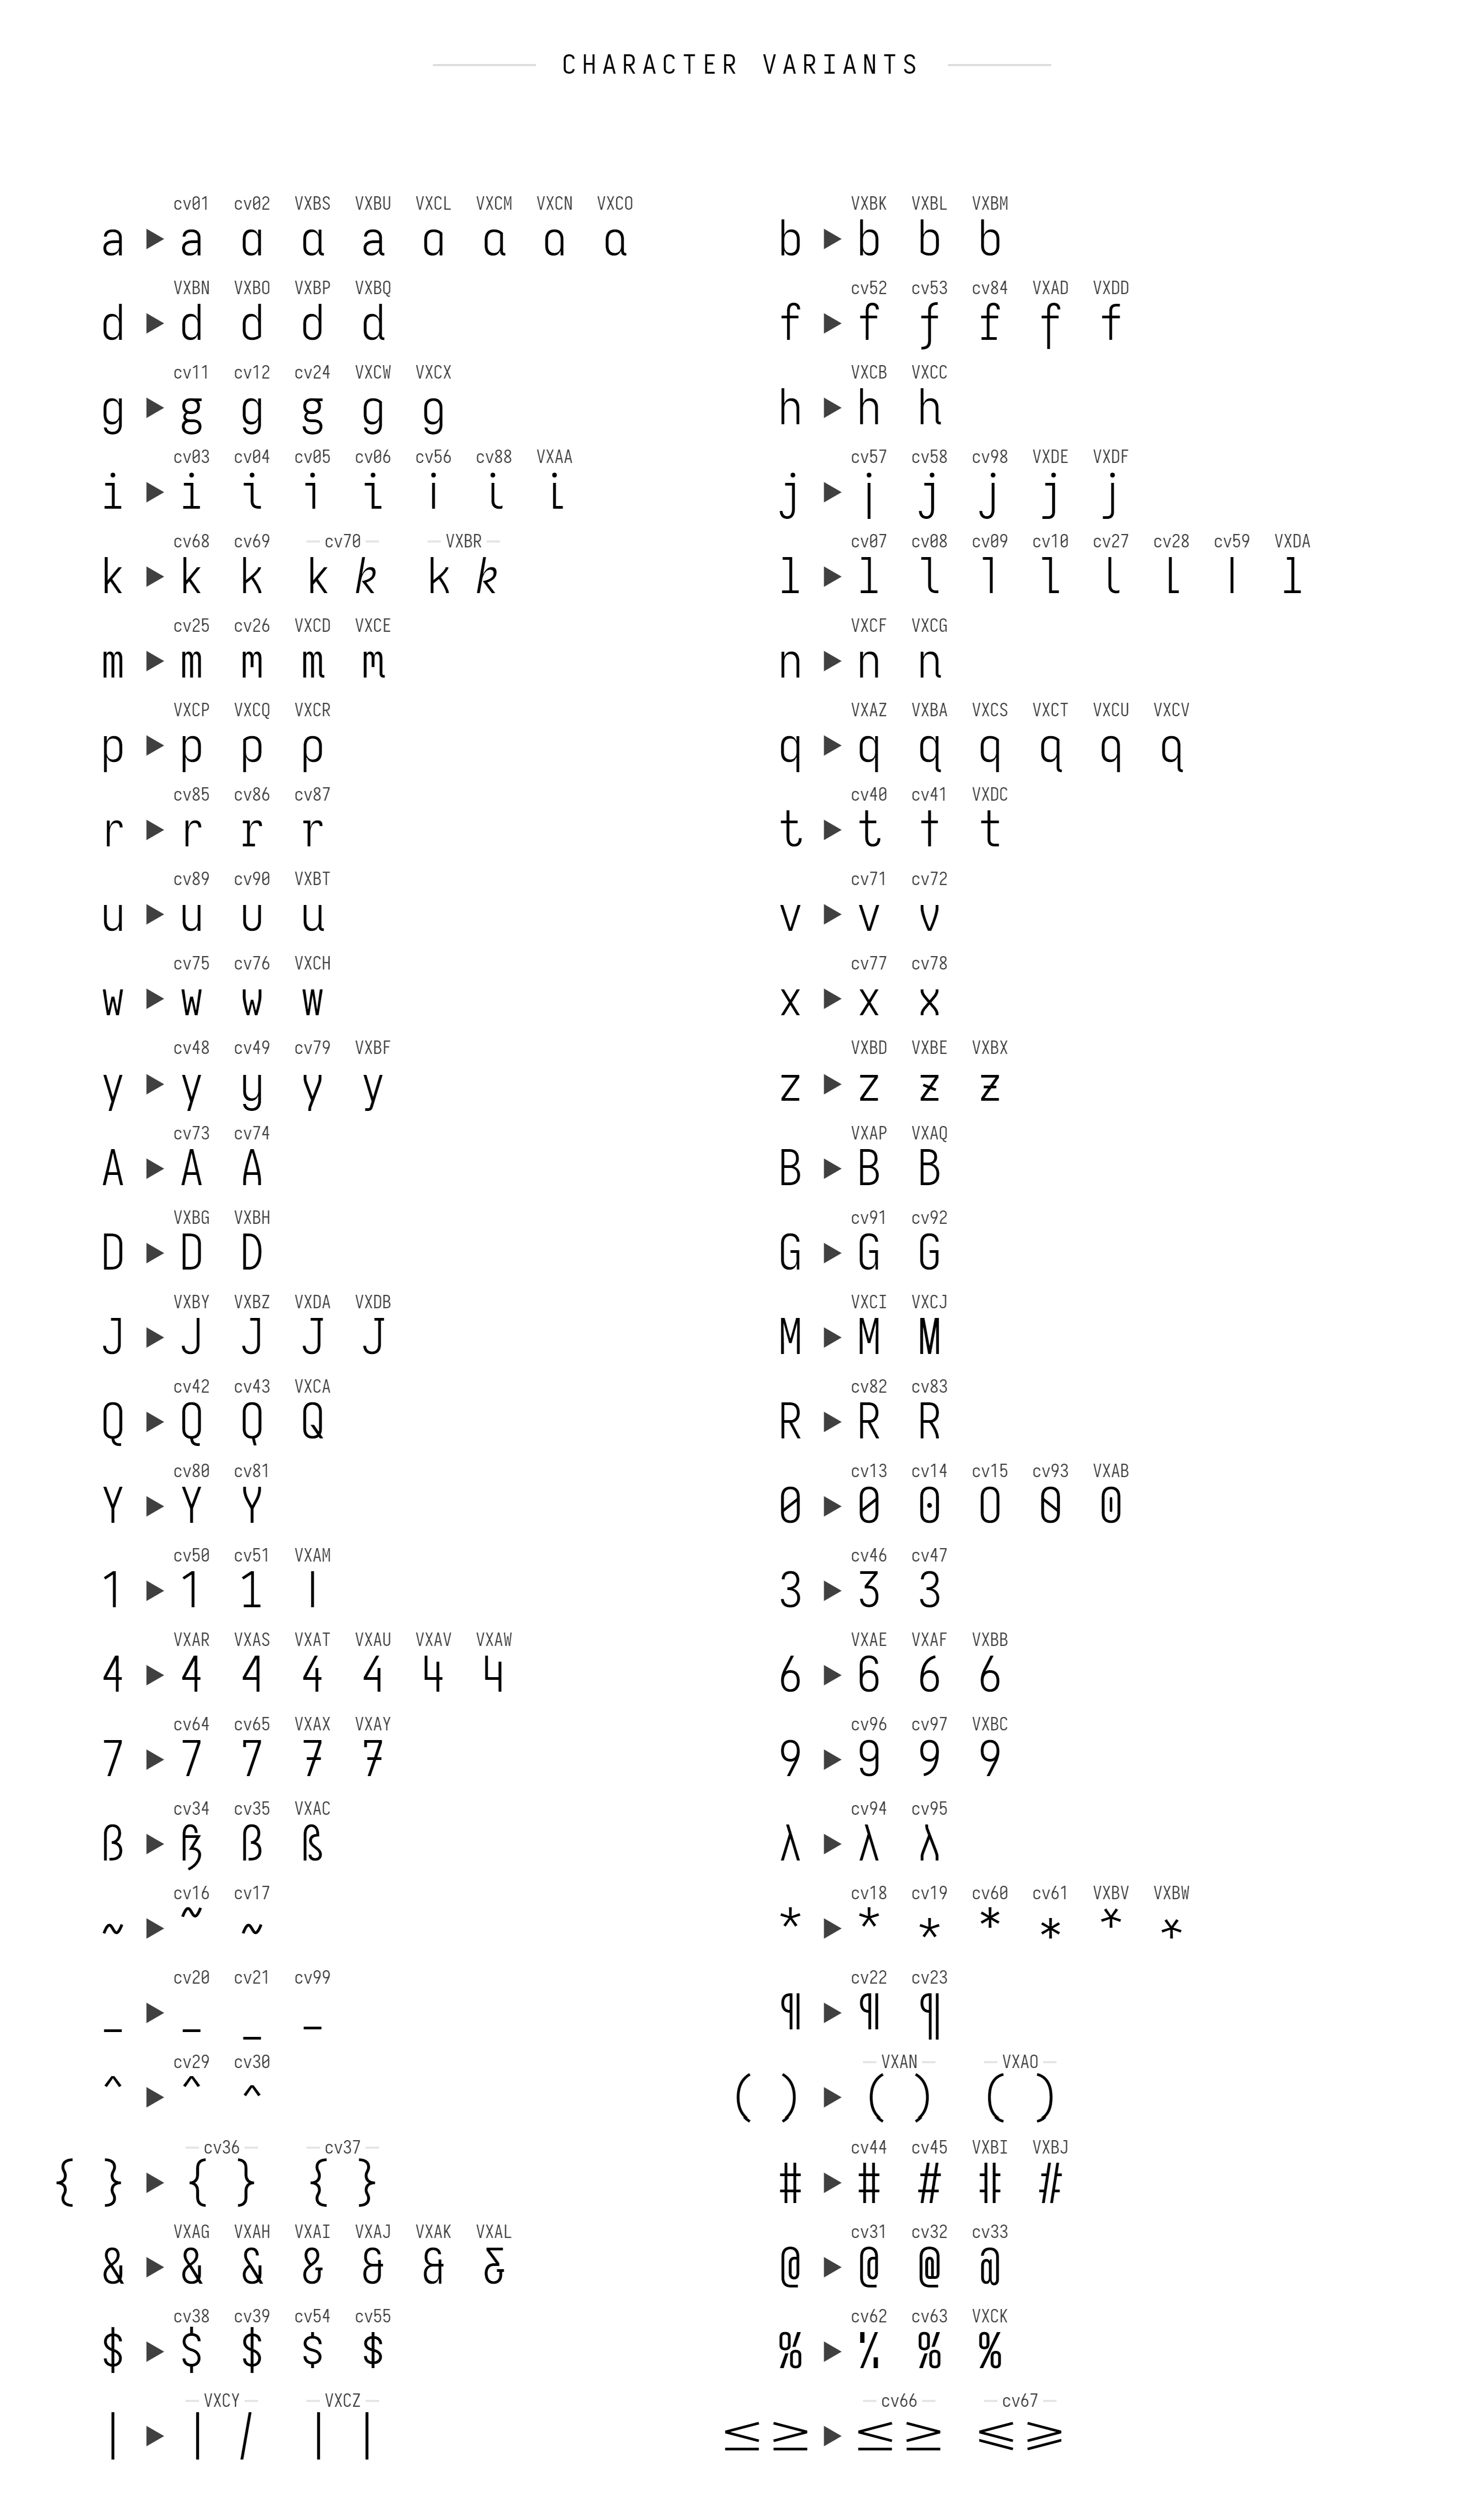 CHARACTER VARIANTS
cv01 cv02 VXBS VXBU VXCL VXCM VXCN VXCO
a ▶ a a a a a a a a
VXBK VXBL VXBM
b ▶ b b b
VXBN VXBO VXBP VXBQ
d ▶ d d d d
cv52 cv53 cv84 VXAD VXDD
f ▶ f f f f f
cv11 cv12 cv24 VXCW VXCX
g ▶ g g g g g
VXCB VXCC
h ▶ h h
cv03 cv04 cv05 cv06 cv56 cv88 VXAA
i ▶ i i i i i i i
cv57 cv58 cv98 VXDE VXDF
j ▶ j j j j j
cv68 cv69 cv70 VXBR
k ▶ k k k k k k
cv07 cv08 cv09 cv10 cv27 cv28 cv59 VXDA
l ▶ l l l l l l l l
cv25 cv26 VXCD VXCE
m ▶ m m m m
VXCF VXCG
n ▶ n n
VXCP VXCQ VXCR
p ▶ p p p
VXAZ VXBA VXCS VXCT VXCU VXCV
q ▶ q q q q q q
cv85 cv86 cv87
r ▶ r r r
cv40 cv41 VXDC
t ▶ t t t
cv89 cv90 VXBT
u ▶ u u u
cv71 cv72
v ▶ v v
cv75 cv76 VXCH
w ▶ w w w
cv77 cv78
x ▶ x x
cv48 cv49 cv79 VXBF
y ▶ y y y y
VXBD VXBE VXBX
z ▶ z z z
cv73 cv74
A ▶ A A
VXAP VXAQ
B ▶ B B
VXBG VXBH
D ▶ D D
cv91 cv92
G ▶ G G
VXBY VXBZ VXDA VXDB
J ▶ J J J J
VXCI VXCJ
M ▶ M M
cv42 cv43 VXCA
Q ▶ Q Q Q
cv82 cv83
R ▶ R R
cv80 cv81
Y ▶ Y Y
cv13 cv14 cv15 cv93 VXAB
0 ▶ 0 0 0 0 0
cv50 cv51 VXAM
1 ▶ 1 1 1
cv46 cv47
3 ▶ 3 3
VXAR VXAS VXAT VXAU VXAV VXAW
4 ▶ 4 4 4 4 4 4
VXAE VXAF VXBB
6 ▶ 6 6 6
cv64 cv65 VXAX VXAY
7 ▶ 7 7 7 7
cv96 cv97 VXBC
9 ▶ 9 9 9
cv34 cv35 VXAC
ß ▶ ß ß ß
cv94 cv95
λ ▶ λ λ
cv16 cv17
~ ▶ ~ ~
cv18 cv19 cv60 cv61 VXBV VXBW
* ▶ * * * * * *
cv20 cv21 cv99
_ ▶ _ _ _
cv22 cv23
¶ ▶ ¶ ¶
cv29 cv30
^ ▶ ^ ^
VXAN VXAO
( ) ▶ ( ) ( )
cv36 cv37
{ } ▶ { } { }
cv44 cv45 VXBI VXBJ
# ▶ # # # #
VXAG VXAH VXAI VXAJ VXAK VXAL
& ▶ & & & & & &
cv31 cv32 cv33
@ ▶ @ @ @
cv38 cv39 cv54 cv55
$ ▶ $ $ $ $
cv62 cv63 VXCK
% ▶ % % %
VXCY VXCZ
| ▶ | / | |
cv66 cv67
≤ ≥ ▶ ≤ ≥ ⩽ ⩾